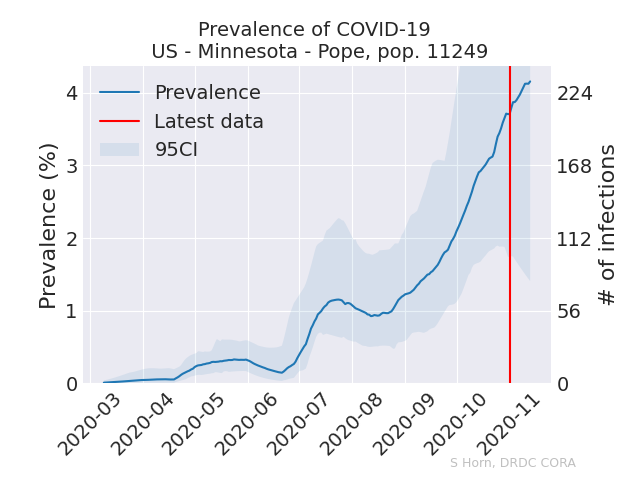 Prevalence of COVID-19
US - Minnesota - Pope, pop. 11249
Prevalence
Latest data
95CI
Prevalence (%)
4
3
2
1
0
224
168
112
56
0
# of infections
2020-03
2020-04
2020-05
2020-06
2020-07
2020-08
2020-09
2020-10
2020-11
S Horn, DRDC CORA